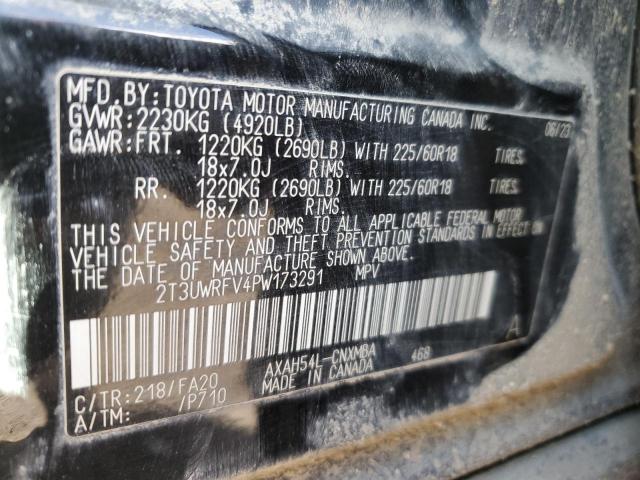 MFD. BY: TOYOTA MOTOR MANUFACTURING CANADA INC. 06/23
GVWR: 2230KG (4920LB)
GAWR: FRT. 1220KG (2690LB) WITH 225/60R18 TIRES
18x7.0J RIMS.
RR. 1220KG (2690LB) WITH 225/60R18 TIRES
18x7.0J RIMS.
THIS VEHICLE CONFORMS TO ALL APPLICABLE FEDERAL MOTOR
VEHICLE SAFETY AND THEFT PREVENTION STANDARDS IN EFFECT ON
THE DATE OF MANUFACTURE SHOWN ABOVE.
2T3UWRFV4PW173291 MPV
A
AXAH54L-CNXMBA 468
C/TR: 218/FA20 MADE IN CANADA
A/TM: /P710